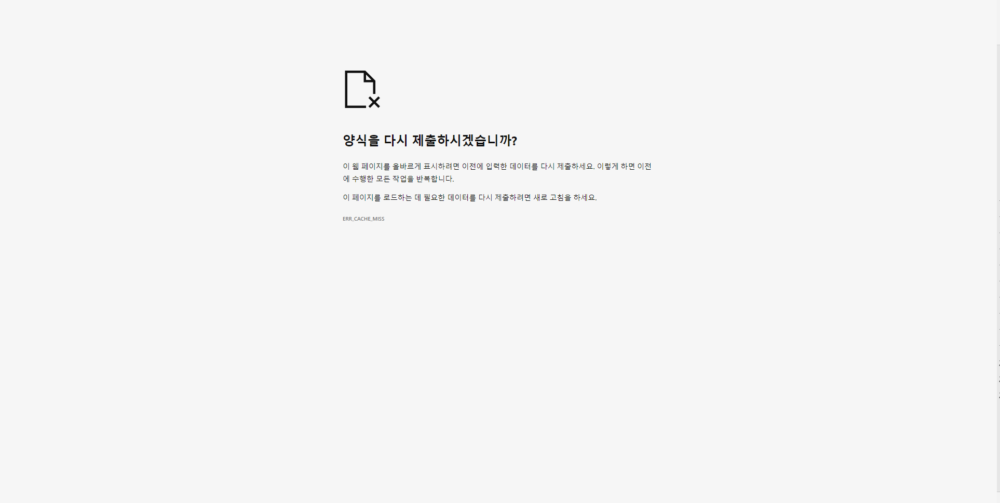 양식을 다시 제출하시겠습니까?
이 웹 페이지를 올바르게 표시하려면 이전에 입력한 데이터를 다시 제출하세요. 이렇게 하면 이전
에 수행한 모든 작업을 반복합니다.
이 페이지를 로드하는 데 필요한 데이터를 다시 제출하려면 새로 고침을 하세요.
ERR_CACHE_MISS